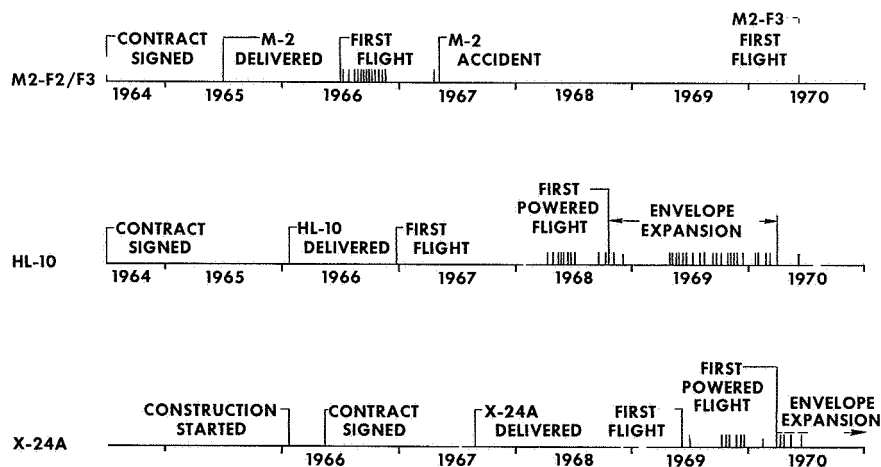 M2-F3
CONTRACT
SIGNED
M-2
DELIVERED
FIRST
FLIGHT
M-2
ACCIDENT
FIRST
FLIGHT
M2-F2/F3
1964 1965 1966 1967 1968 1969 1970
FIRST
POWERED
FLIGHT
ENVELOPE
EXPANSION
CONTRACT
SIGNED
HL-10
DELIVERED
FIRST
FLIGHT
HL-10
1964 1965 1966 1967 1968 1969 1970
FIRST
POWERED
FLIGHT
CONSTRUCTION
STARTED
CONTRACT
SIGNED
X-24A
DELIVERED
FIRST
FLIGHT
ENVELOPE
EXPANSION
X-24A
1966 1967 1968 1969 1970